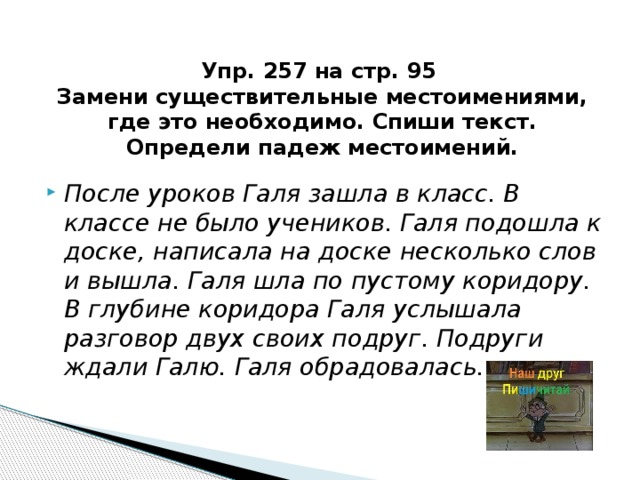 Упр. 257 на стр. 95
Замени существительные местоимениями,
где это необходимо. Спиши текст.
Определи падеж местоимений.
После уроков Галя зашла в класс. В
классе не было учеников. Галя подошла к
доске, написала на доске несколько слов
и вышла. Галя шла по пустому коридору.
В глубине коридора Галя услышала
разговор двух своих подруг. Подруги
ждали Галю. Галя обрадовалась.
Наш друг
Пишичитай